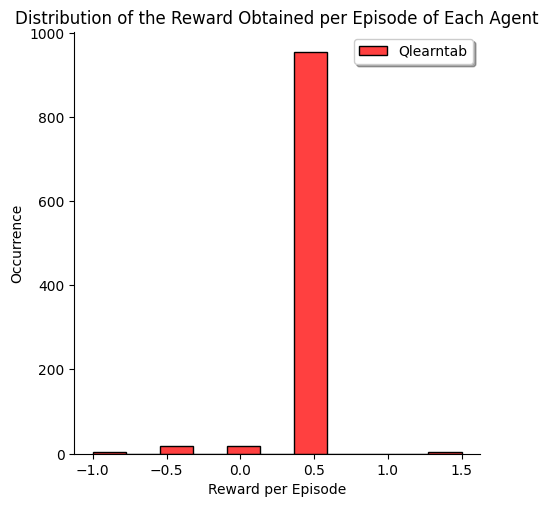 Distribution of the Reward Obtained per Episode of Each Agent
Qlearntab
Occurrence
1000
800
600
400
200
0
−1.0 −0.5 0.0 0.5 1.0 1.5
Reward per Episode